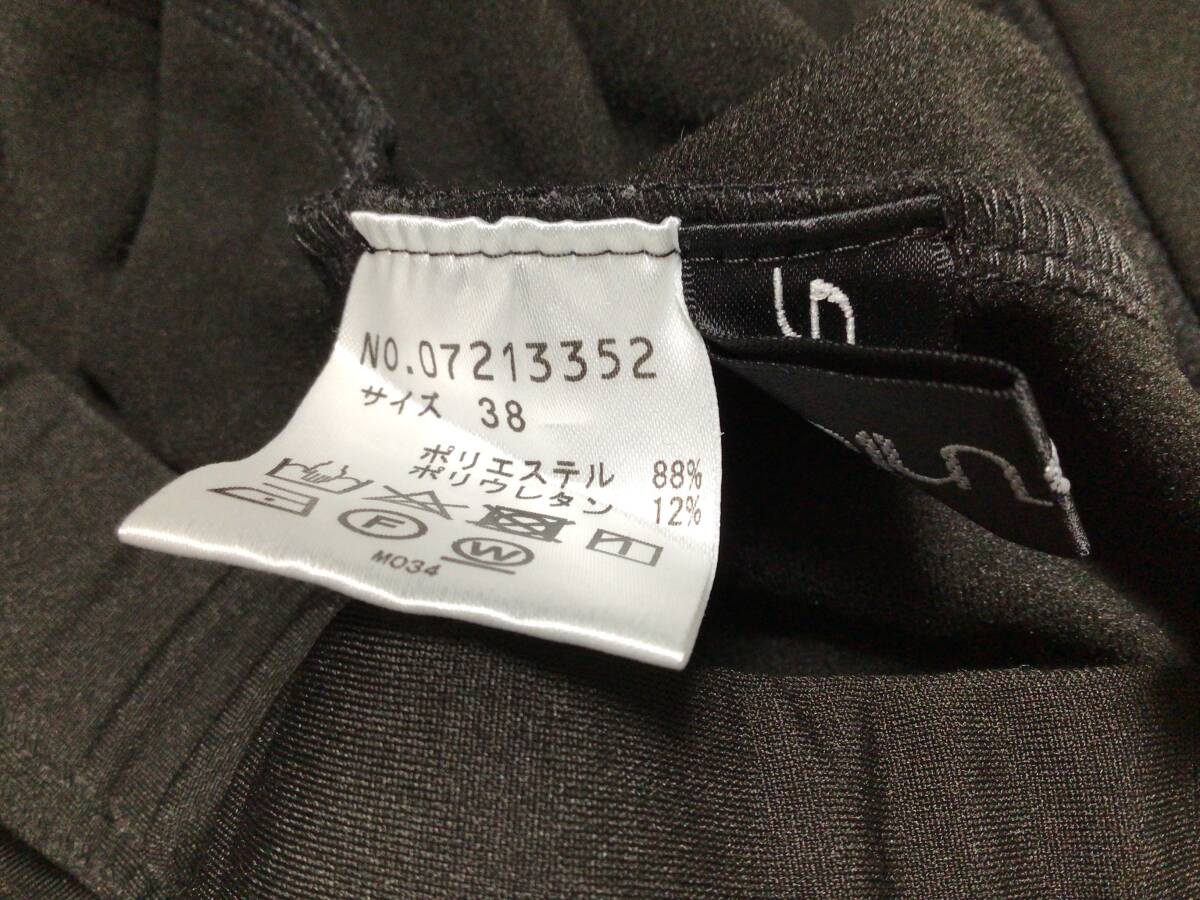 NO.07213352
サイズ 38
ポリエステル 88%
ポリウレタン 12%
F
W
M034